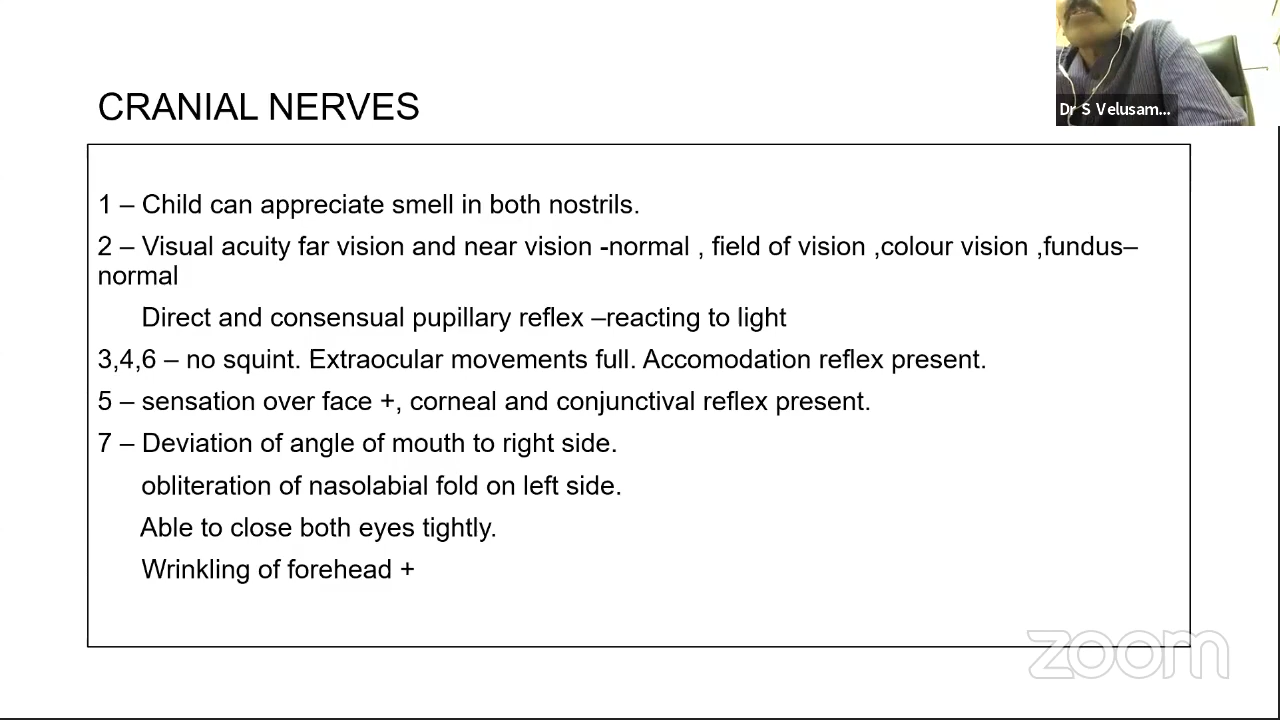 Dr S Velusam...
CRANIAL NERVES
1 – Child can appreciate smell in both nostrils.
2 – Visual acuity far vision and near vision -normal , field of vision ,colour vision ,fundus–
normal
Direct and consensual pupillary reflex –reacting to light
3,4,6 – no squint. Extraocular movements full. Accomodation reflex present.
5 – sensation over face +, corneal and conjunctival reflex present.
7 – Deviation of angle of mouth to right side.
obliteration of nasolabial fold on left side.
Able to close both eyes tightly.
Wrinkling of forehead +
zoom